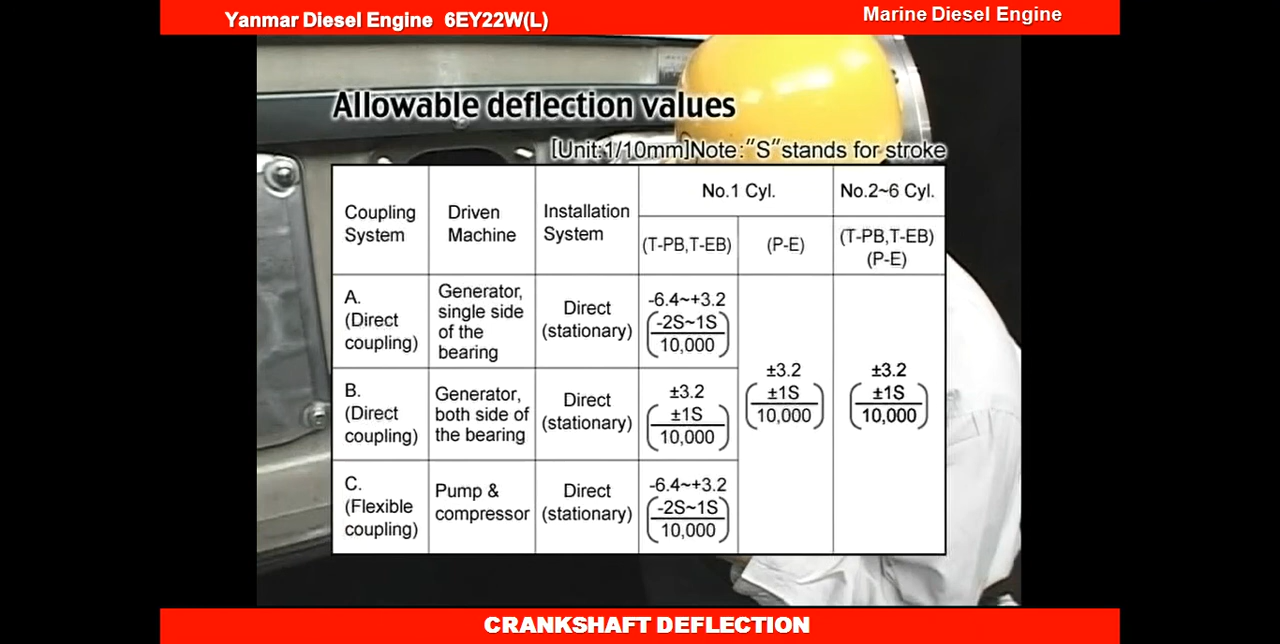 Yanmar Diesel Engine 6EY22W(L)
Marine Diesel Engine
Allowable deflection values
[Unit:1/10mm]Note:"S"stands for stroke
Coupling System
Driven Machine
Installation System
No.1 Cyl.
No.2~6 Cyl.
(T-PB,T-EB)
(P-E)
(T-PB,T-EB)
(P-E)
A.
(Direct
coupling)
Generator,
single side
of the
bearing
Direct
(stationary)
-6.4~+3.2
(-2S~1S
10,000)
B.
(Direct
coupling)
Generator,
both side of
the bearing
Direct
(stationary)
±3.2
(±1S
10,000)
±3.2
(±1S
10,000)
±3.2
(±1S
10,000)
C.
(Flexible
coupling)
Pump &
compressor
Direct
(stationary)
-6.4~+3.2
(-2S~1S
10,000)
CRANKSHAFT DEFLECTION